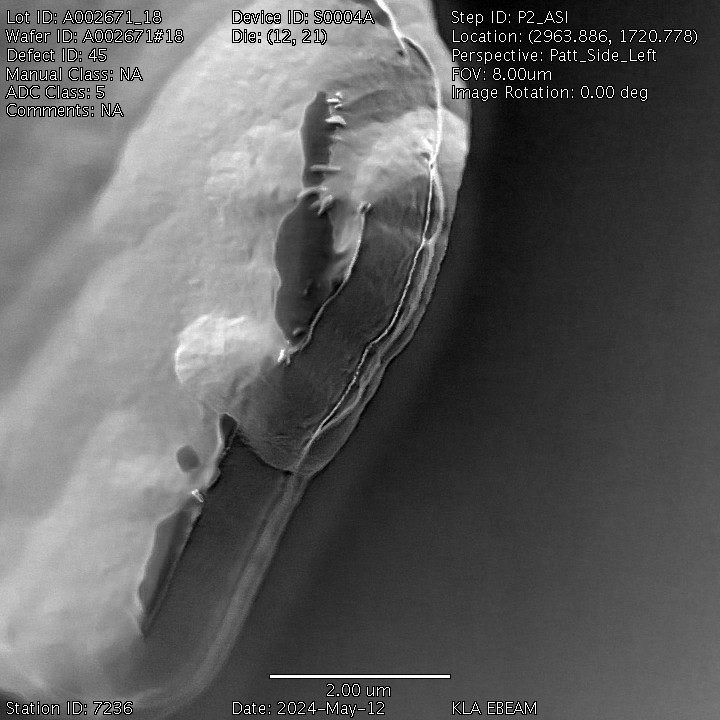 Lot ID: A002671_18 Device ID: S0004A Step ID: P2_ASI
Wafer ID: A002671#18 Die: (12, 21) Location: (2963.886, 1720.778)
Defect ID: 45 Perspective: Patt_Side_Left
Manual Class: NA FOV: 8.00um
ADC Class: 5 Image Rotation: 0.00 deg
Comments: NA
2.00 um
Station ID: 7236 Date: 2024-May-12 KLA EBEAM